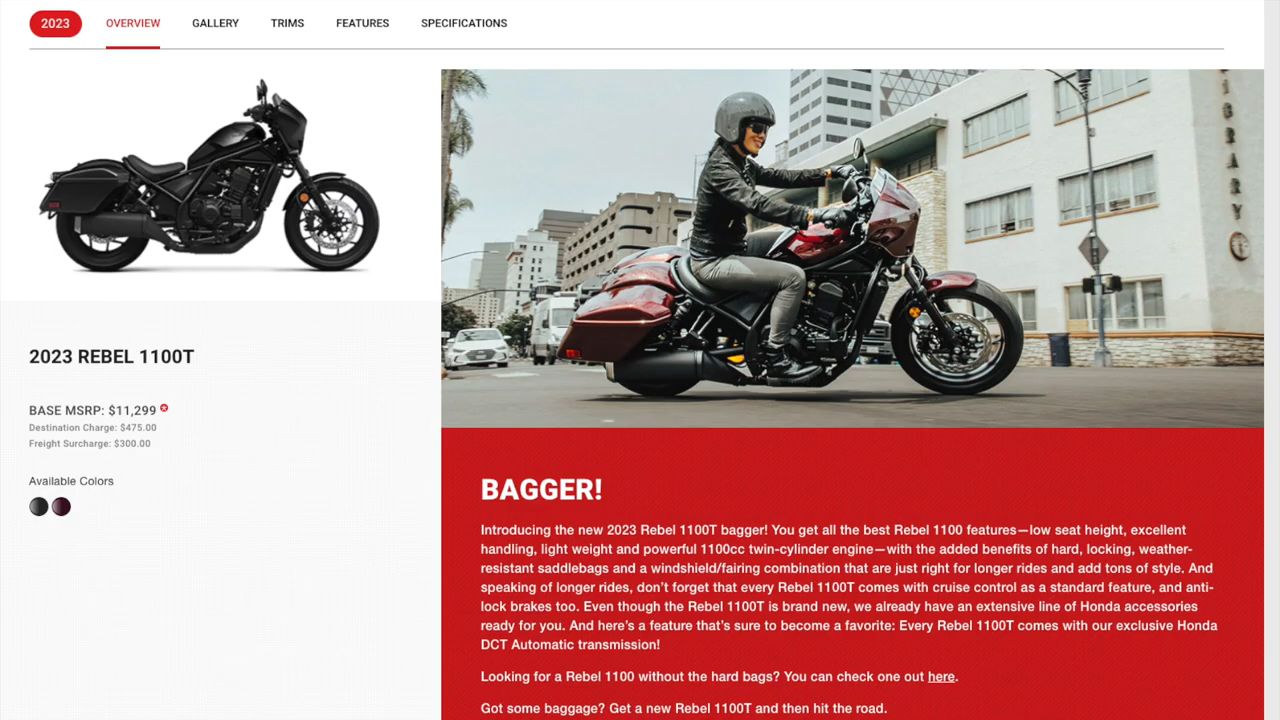 2023 OVERVIEW GALLERY TRIMS FEATURES SPECIFICATIONS
LIBRARY
2023 REBEL 1100T
BASE MSRP: $11,299
Destination Charge: $475.00
Freight Surcharge: $300.00
Available Colors
BAGGER!
Introducing the new 2023 Rebel 1100T bagger! You get all the best Rebel 1100 features—low seat height, excellent
handling, light weight and powerful 1100cc twin-cylinder engine—with the added benefits of hard, locking, weather-
resistant saddlebags and a windshield/fairing combination that are just right for longer rides and add tons of style. And
speaking of longer rides, don't forget that every Rebel 1100T comes with cruise control as a standard feature, and anti-
lock brakes too. Even though the Rebel 1100T is brand new, we already have an extensive line of Honda accessories
ready for you. And here's a feature that's sure to become a favorite: Every Rebel 1100T comes with our exclusive Honda
DCT Automatic transmission!
Looking for a Rebel 1100 without the hard bags? You can check one out here.
Got some baggage? Get a new Rebel 1100T and then hit the road.